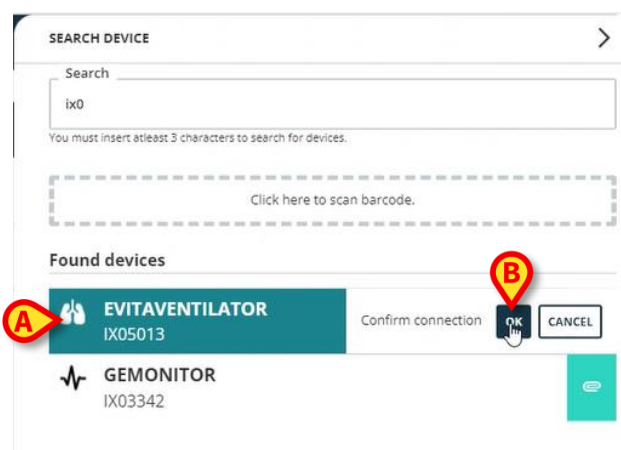 SEARCH DEVICE
Search
ix0
You must insert atleast 3 characters to search for devices.
Click here to scan barcode.
Found devices
B
A
EVITAVENTILATOR
Confirm connection OK CANCEL
IX05013
GEMONITOR
IX03342